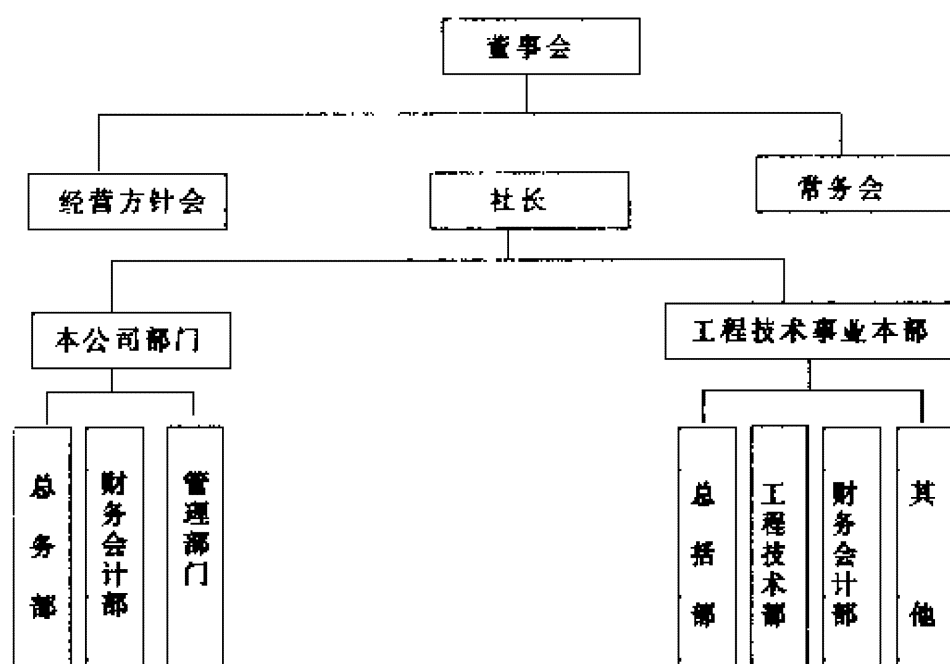 董事会
经营方针会
社长
常务会
本公司部门
工程技术事业本部
总务部
财务会计部
管理部门
总括部
工程技术部
财务会计部
其他